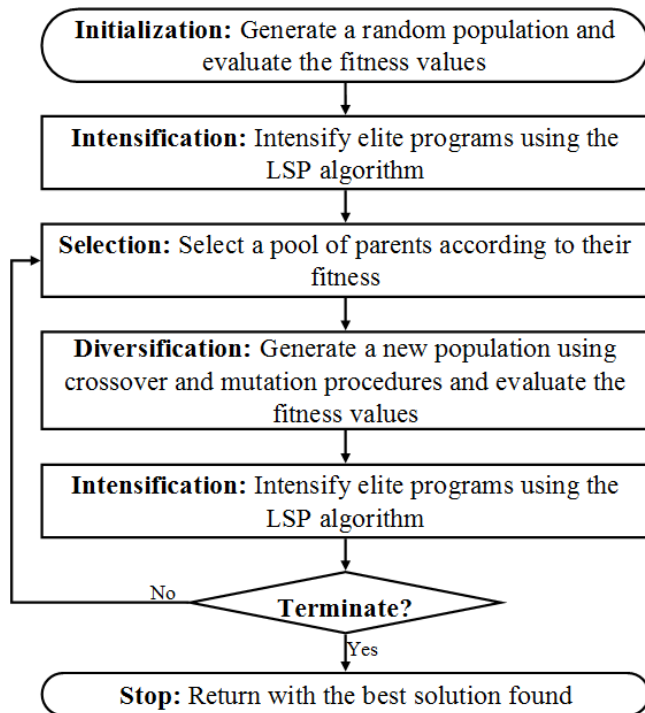 Initialization: Generate a random population and
evaluate the fitness values
Intensification: Intensify elite programs using the
LSP algorithm
Selection: Select a pool of parents according to their
fitness
Diversification: Generate a new population using
crossover and mutation procedures and evaluate the
fitness values
Intensification: Intensify elite programs using the
LSP algorithm
No
Terminate?
Yes
Stop: Return with the best solution found